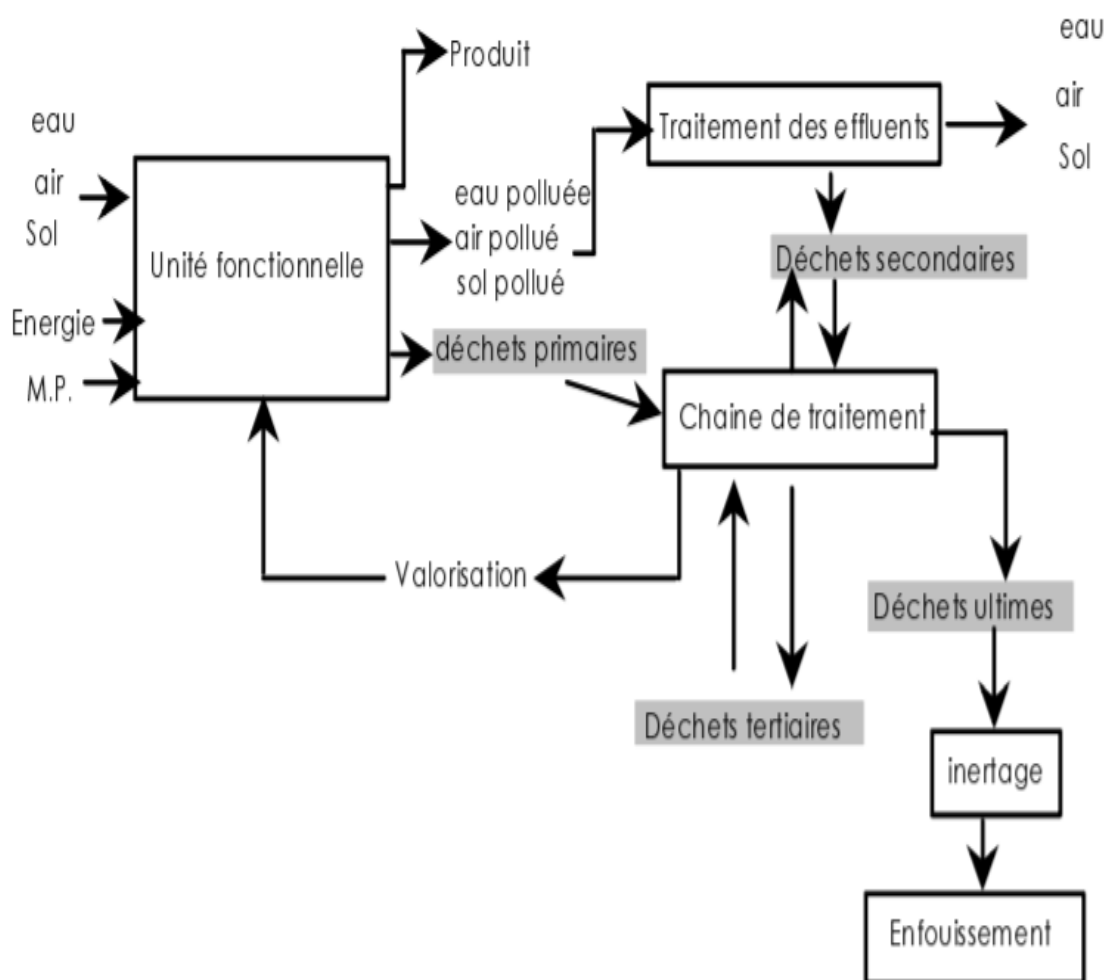 eau
air
Sol
Energie
M.P.
Unité fonctionnelle
Produit
eau polluée
air pollué
sol pollué
déchets primaires
Traitement des effluents
eau
air
Sol
Déchets secondaires
Chaine de traitement
Valorisation
Déchets tertiaires
Déchets ultimes
inertage
Enfouissement